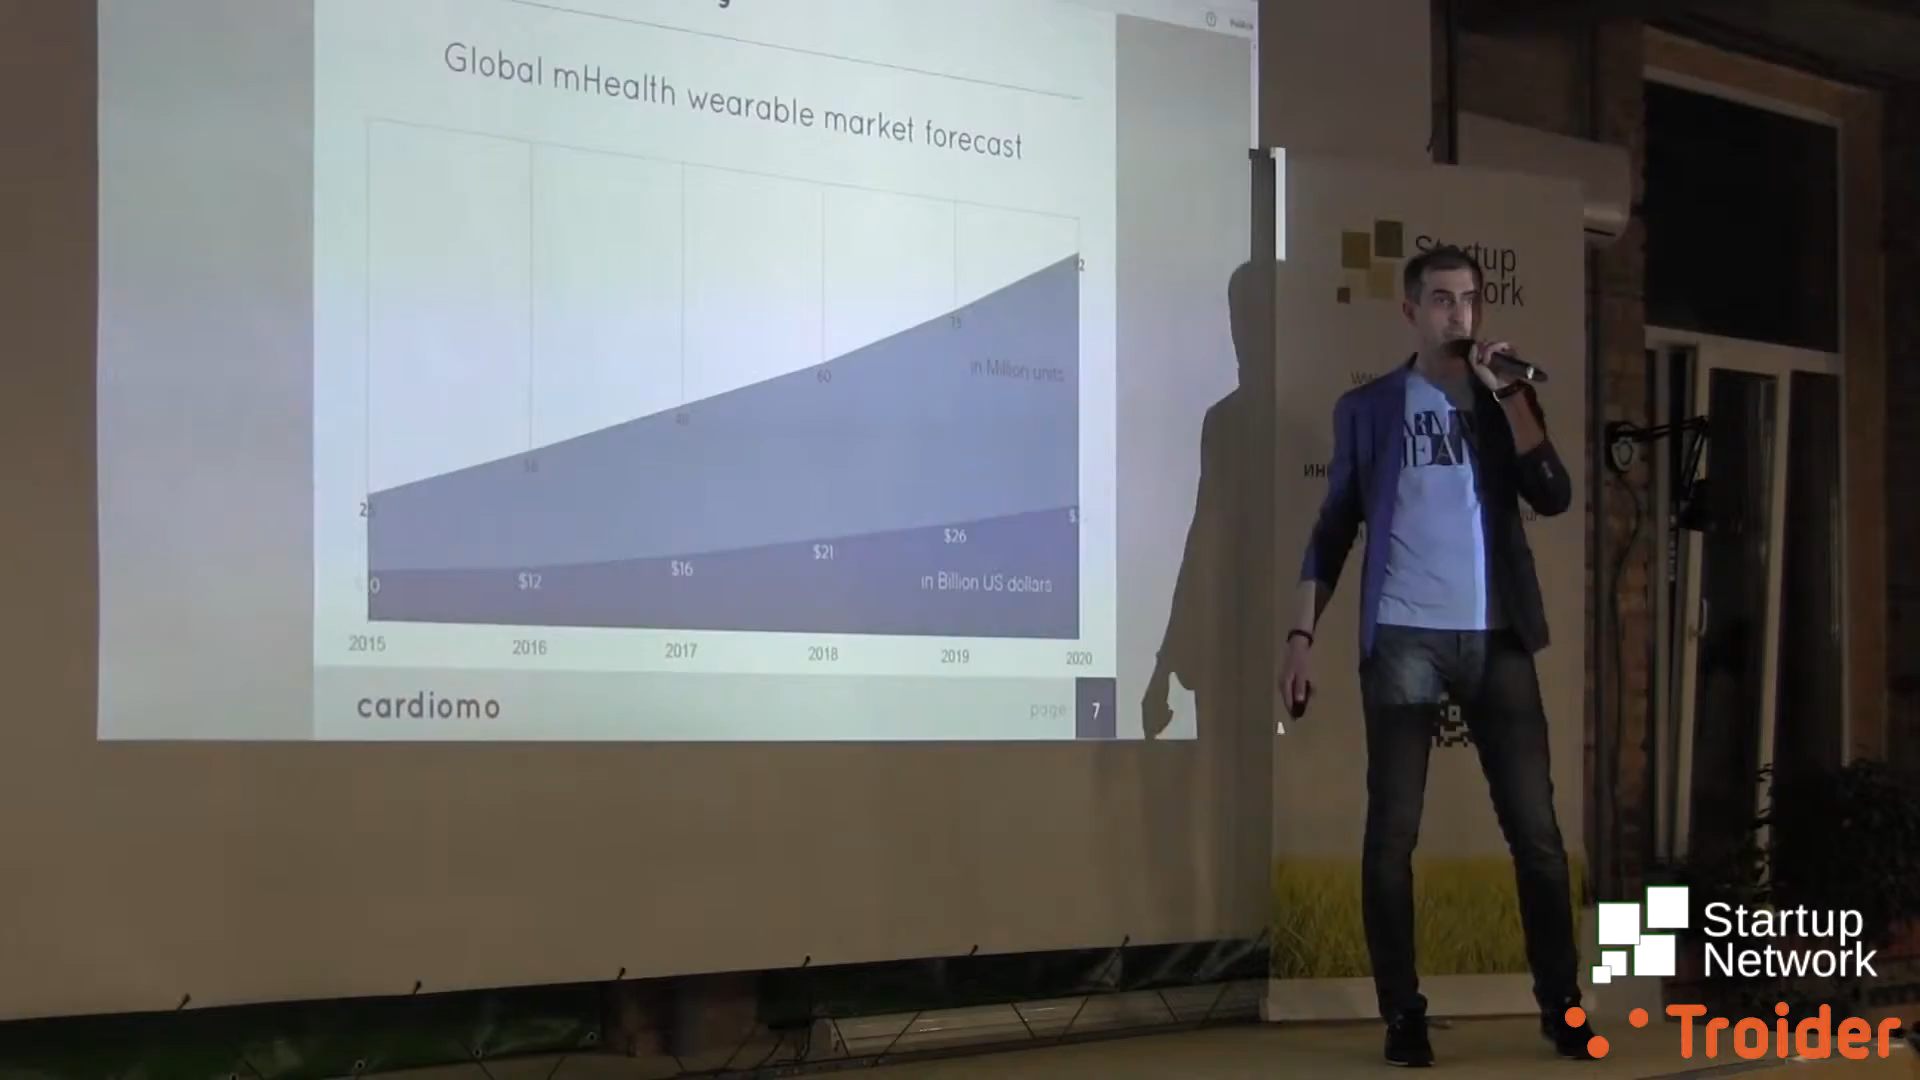 Global mHealth wearable market forecast
75
60
in Million units
25
$26
$21
$16
$12
in Billion US dollars
2015
2016
2017
2018
2019
2020
cardiomo
page
7
Startup
Network
Troider